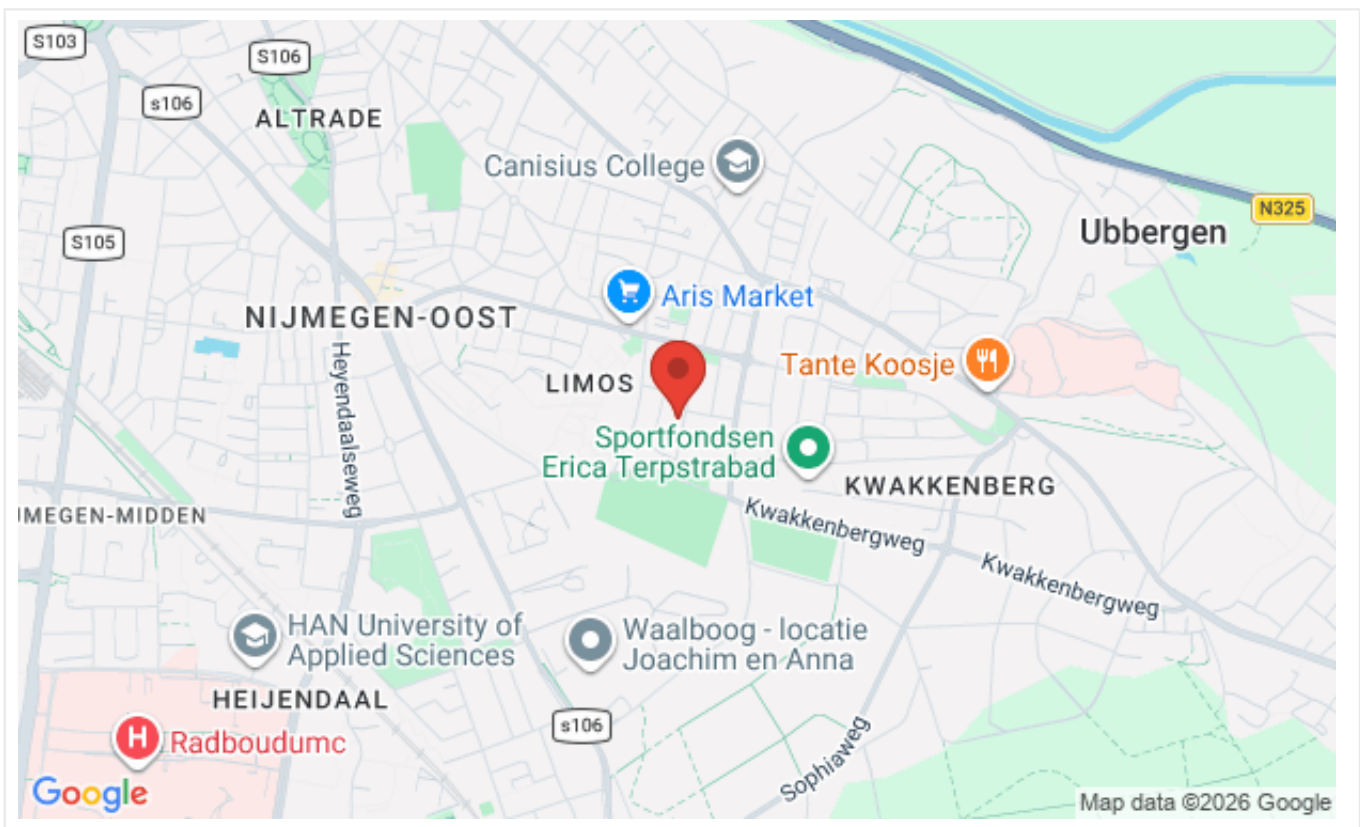 S103
S106
s106
ALTRADE
Canisius College
N325
Ubbergen
S105
Aris Market
NIJMEGEN-OOST
Heyendaalseweg
Tante Koosje
LIMOS
Sportfondsen
Erica Terpstrabad
KWAKKENBERG
JMEGEN-MIDDEN
Kwakkenbergweg
Kwakkenbergweg
HAN University of
Applied Sciences
Waalboog - locatie
Joachim en Anna
HEIJENDAAL
s106
H
Radboudumc
Sophiaweg
Google
Map data ©2026 Google